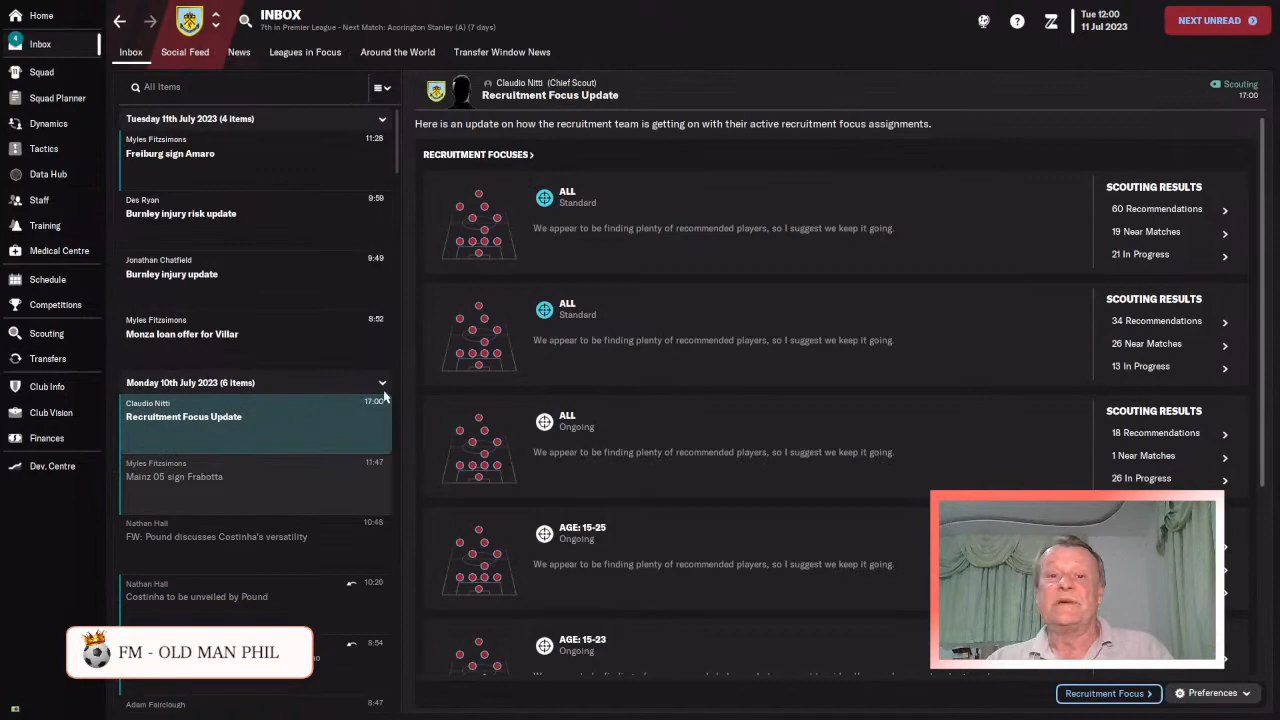 Home
Inbox
4
Squad
Squad Planner
Dynamics
Tactics
Data Hub
Staff
Training
Medical Centre
Schedule
Competitions
Scouting
Transfers
Club Info
Club Vision
Finances
Dev. Centre
INBOX
7th in Premier League - Next Match: Accrington Stanley (A) (7 days)
Tue 12:00
11 Jul 2023
NEXT UNREAD
Inbox
Social Feed
News
Leagues in Focus
Around the World
Transfer Window News
All Items
Tuesday 11th July 2023 (4 items)
Myles Fitzsimons 11:28
Freiburg sign Amaro
Des Ryan 9:59
Burnley injury risk update
Jonathan Chatfield 9:49
Burnley injury update
Myles Fitzsimons 8:52
Monza loan offer for Villar
Monday 10th July 2023 (6 items)
Claudio Nitti 17:00
Recruitment Focus Update
Myles Fitzsimons 11:47
Mainz 05 sign Frabotta
Nathan Hall 10:48
FW: Pound discusses Costinha's versatility
Nathan Hall 10:26
Costinha to be unveiled by Pound
8:54
Adam Fairclough 8:47
FM - OLD MAN PHIL
Claudio Nitti (Chief Scout)
Recruitment Focus Update
Scouting
17:00
Here is an update on how the recruitment team is getting on with their active recruitment focus assignments.
RECRUITMENT FOCUSES >
ALL
Standard
We appear to be finding plenty of recommended players, so I suggest we keep it going.
SCOUTING RESULTS
60 Recommendations
19 Near Matches
21 In Progress
ALL
Standard
We appear to be finding plenty of recommended players, so I suggest we keep it going.
SCOUTING RESULTS
34 Recommendations
26 Near Matches
13 In Progress
ALL
Ongoing
We appear to be finding plenty of recommended players, so I suggest we keep it going.
SCOUTING RESULTS
18 Recommendations
1 Near Matches
26 In Progress
AGE: 15-25
Ongoing
We appear to be finding plenty of recommended players, so I suggest we keep it going.
AGE: 15-23
Ongoing
Recruitment Focus >
Preferences